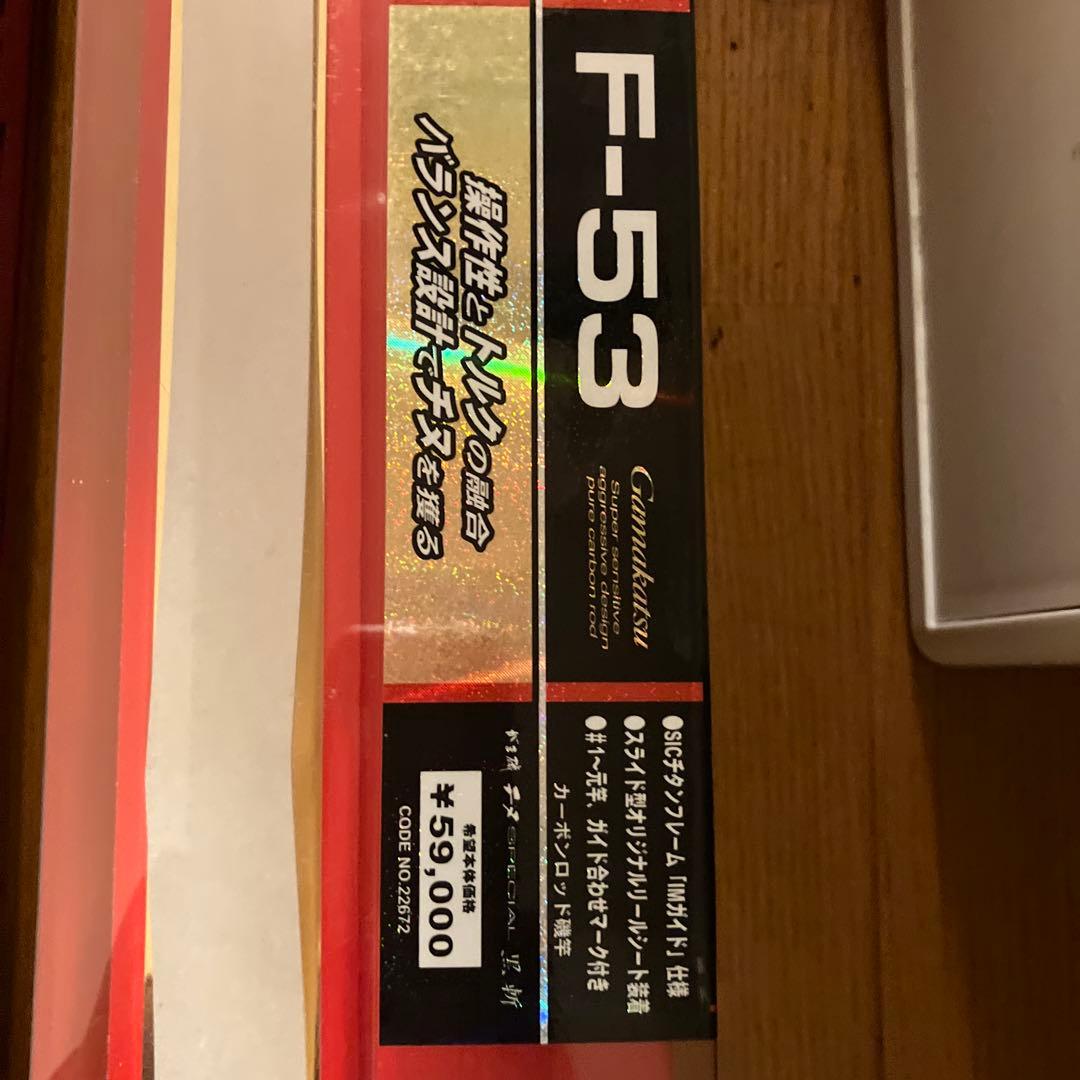 F-53
Gamakatsu
Super sensitive
aggressive design
pure carbon rod
●SICチタンフレーム「IMガイド」仕様
●スライド型オリジナルリールシート装着
●#1〜元竿、ガイド合わせマーク付き
カーボンロッド磯竿
操作性とトルクの融合
バランス設計でチヌを獲る
がま磯 チヌ SPECIAL 黒斬
希望本体価格
¥59,000
CODE NO.22672